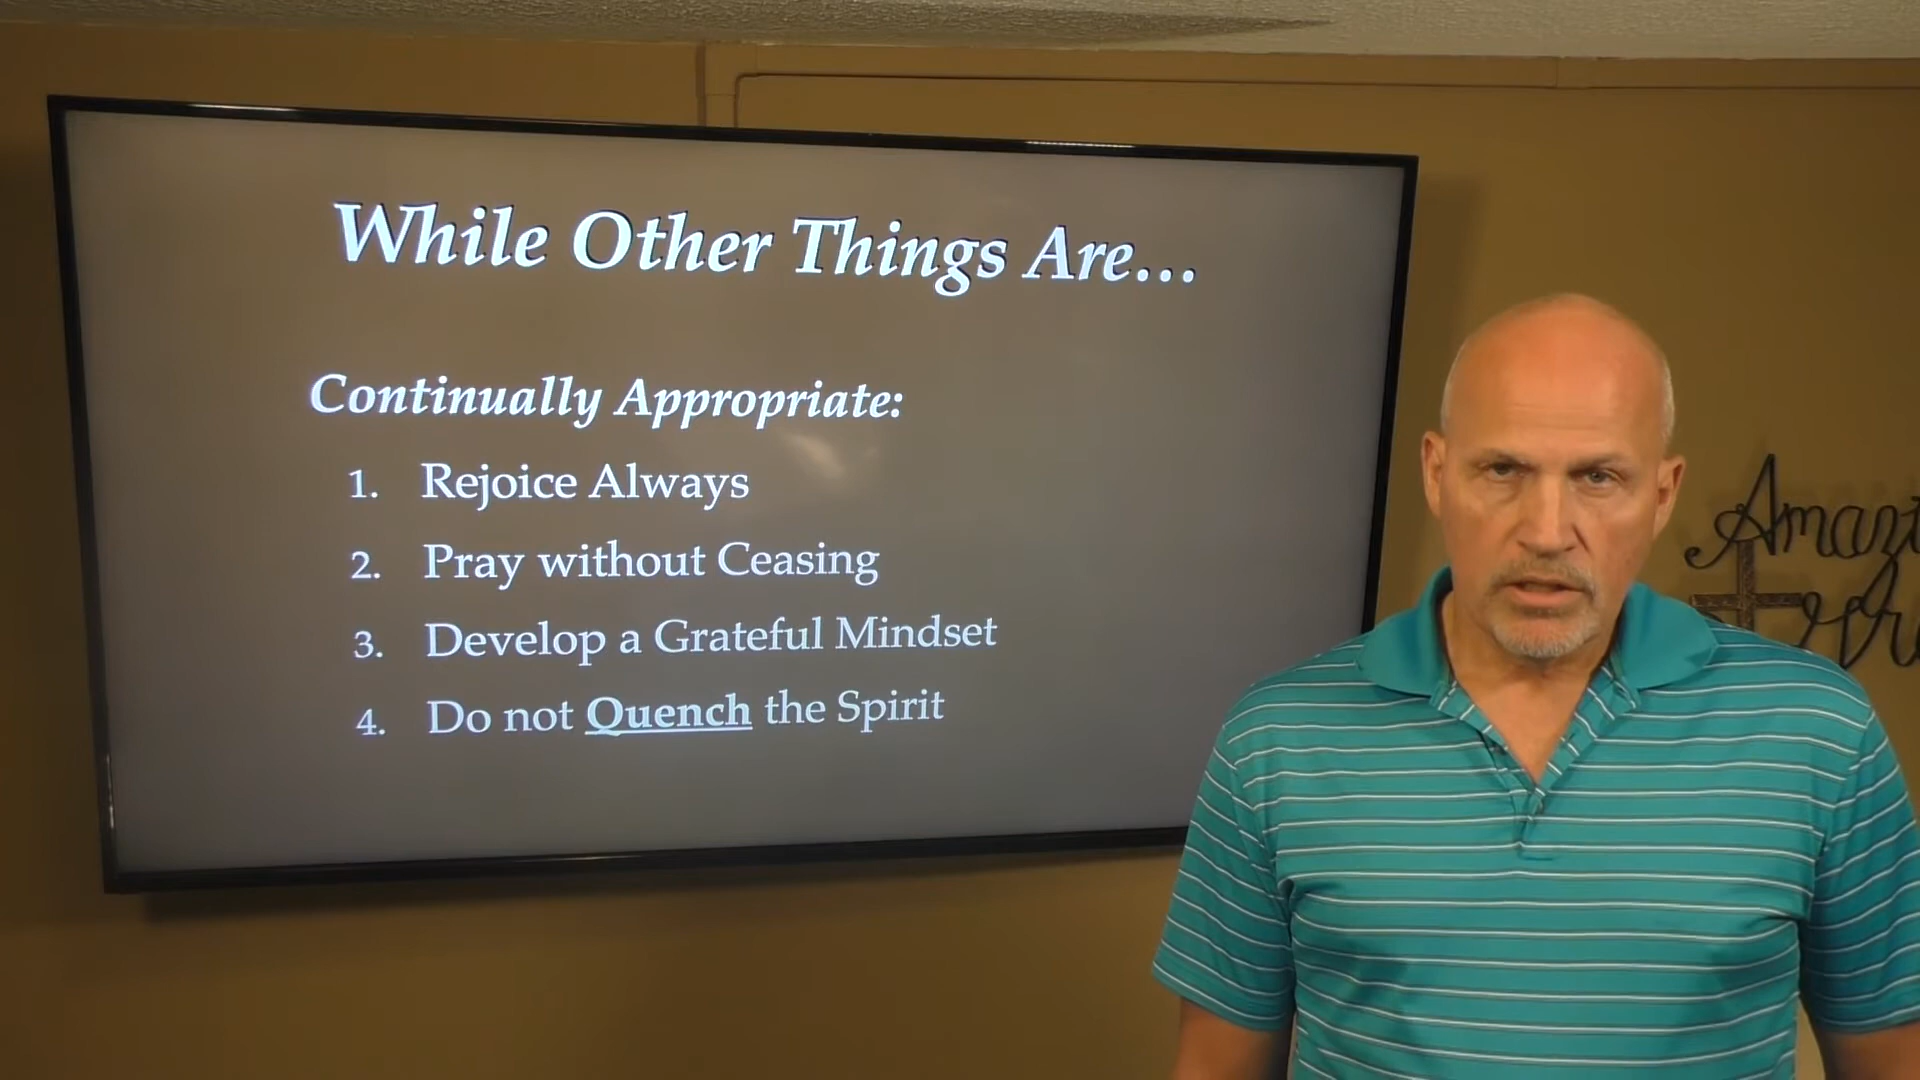 While Other Things Are...
Continually Appropriate:
1. Rejoice Always
2. Pray without Ceasing
3. Develop a Grateful Mindset
4. Do not Quench the Spirit